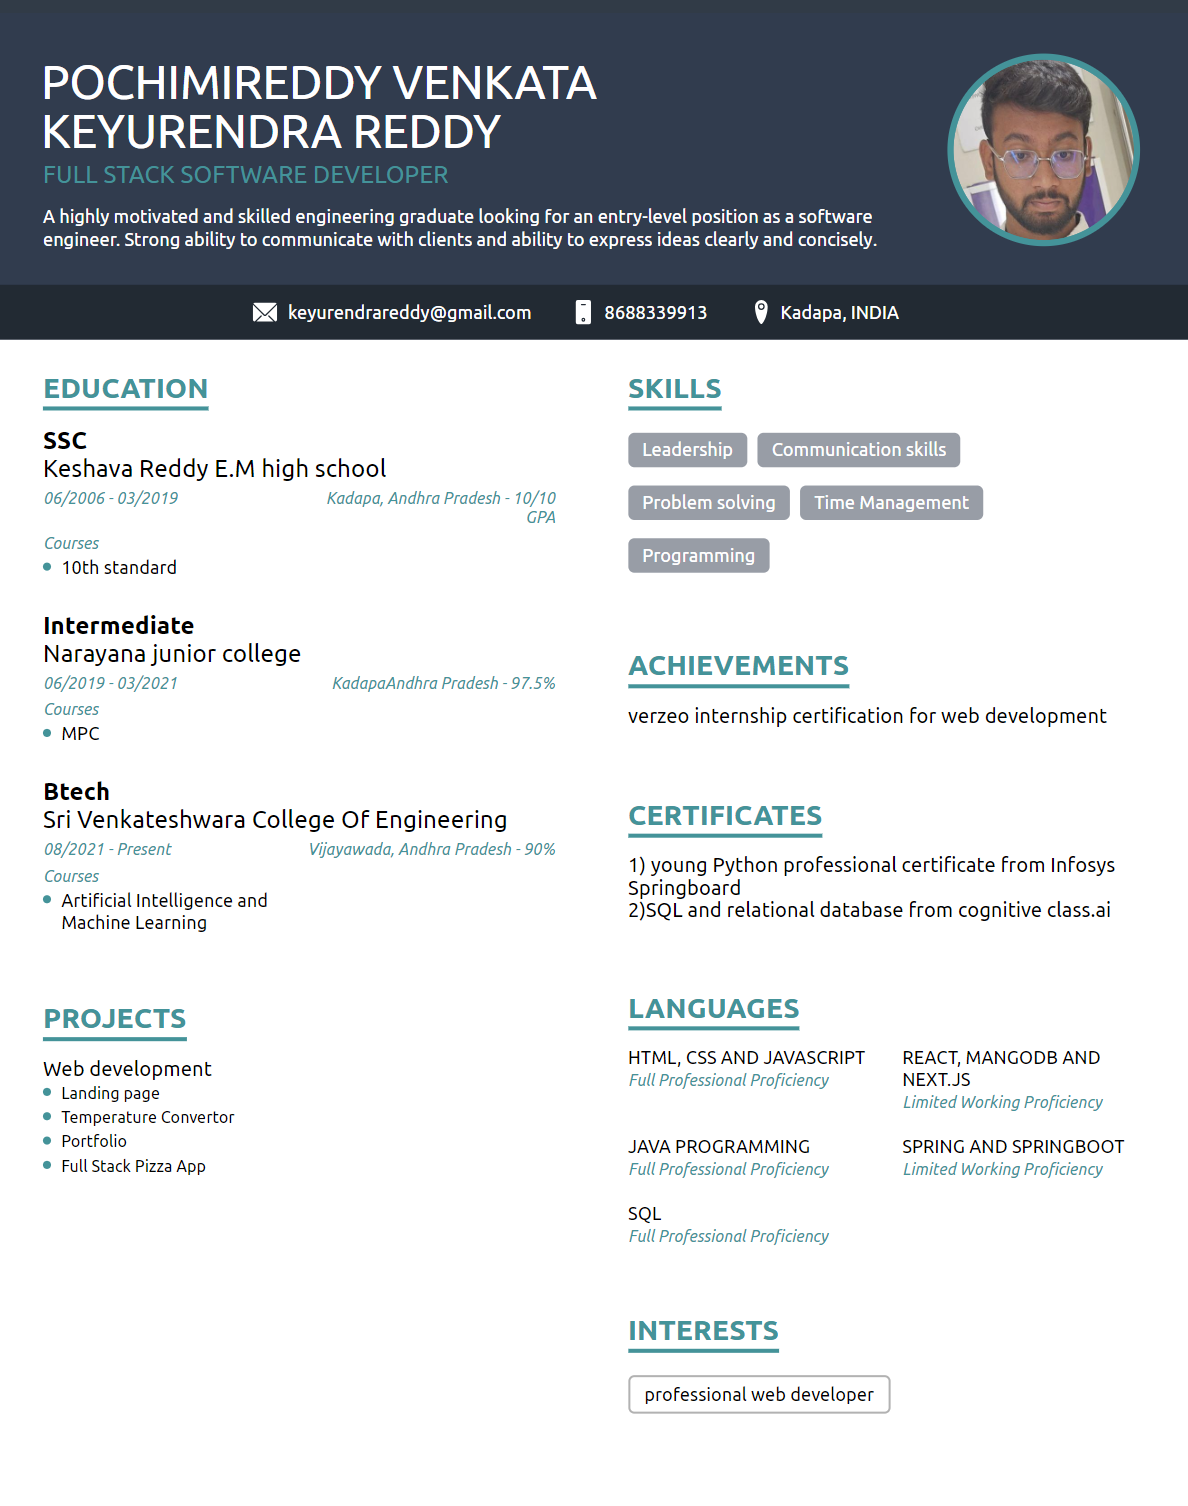 POCHIMIREDDY VENKATA
KEYURENDRA REDDY
FULL STACK SOFTWARE DEVELOPER
A highly motivated and skilled engineering graduate looking for an entry-level position as a software
engineer. Strong ability to communicate with clients and ability to express ideas clearly and concisely.
keyurendrareddy@gmail.com
8688339913
Kadapa, INDIA
EDUCATION
SSC
Keshava Reddy E.M high school
06/2006 - 03/2019
Kadapa, Andhra Pradesh - 10/10
GPA
Courses
10th standard
Intermediate
Narayana junior college
06/2019 - 03/2021
KadapaAndhra Pradesh - 97.5%
Courses
MPC
Btech
Sri Venkateshwara College Of Engineering
08/2021 - Present
Vijayawada, Andhra Pradesh - 90%
Courses
Artificial Intelligence and
Machine Learning
PROJECTS
Web development
Landing page
Temperature Convertor
Portfolio
Full Stack Pizza App
SKILLS
Leadership
Communication skills
Problem solving
Time Management
Programming
ACHIEVEMENTS
verzeo internship certification for web development
CERTIFICATES
1) young Python professional certificate from Infosys
Springboard
2)SQL and relational database from cognitive class.ai
LANGUAGES
HTML, CSS AND JAVASCRIPT
Full Professional Proficiency
REACT, MANGODB AND
NEXT.JS
Limited Working Proficiency
JAVA PROGRAMMING
Full Professional Proficiency
SPRING AND SPRINGBOOT
Limited Working Proficiency
SQL
Full Professional Proficiency
INTERESTS
professional web developer